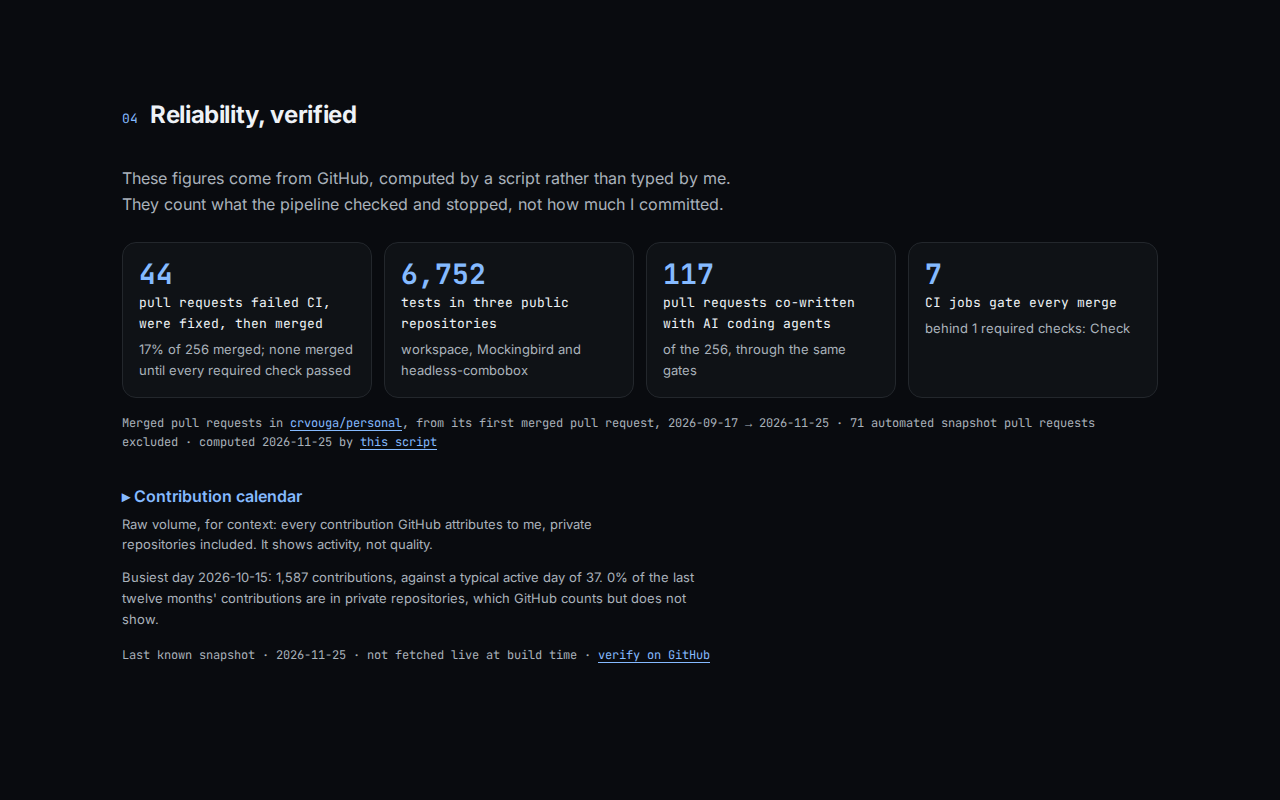 04 Reliability, verified
These figures come from GitHub, computed by a script rather than typed by me.
They count what the pipeline checked and stopped, not how much I committed.
44
pull requests failed CI,
were fixed, then merged
17% of 256 merged; none merged
until every required check passed
6,752
tests in three public
repositories
workspace, Mockingbird and
headless-combobox
117
pull requests co-written
with AI coding agents
of the 256, through the same
gates
7
CI jobs gate every merge
behind 1 required checks: Check
Merged pull requests in crvouga/personal, from its first merged pull request, 2026-09-17 → 2026-11-25 · 71 automated snapshot pull requests
excluded · computed 2026-11-25 by this script
▸ Contribution calendar
Raw volume, for context: every contribution GitHub attributes to me, private
repositories included. It shows activity, not quality.
Busiest day 2026-10-15: 1,587 contributions, against a typical active day of 37. 0% of the last
twelve months' contributions are in private repositories, which GitHub counts but does not
show.
Last known snapshot · 2026-11-25 · not fetched live at build time · verify on GitHub